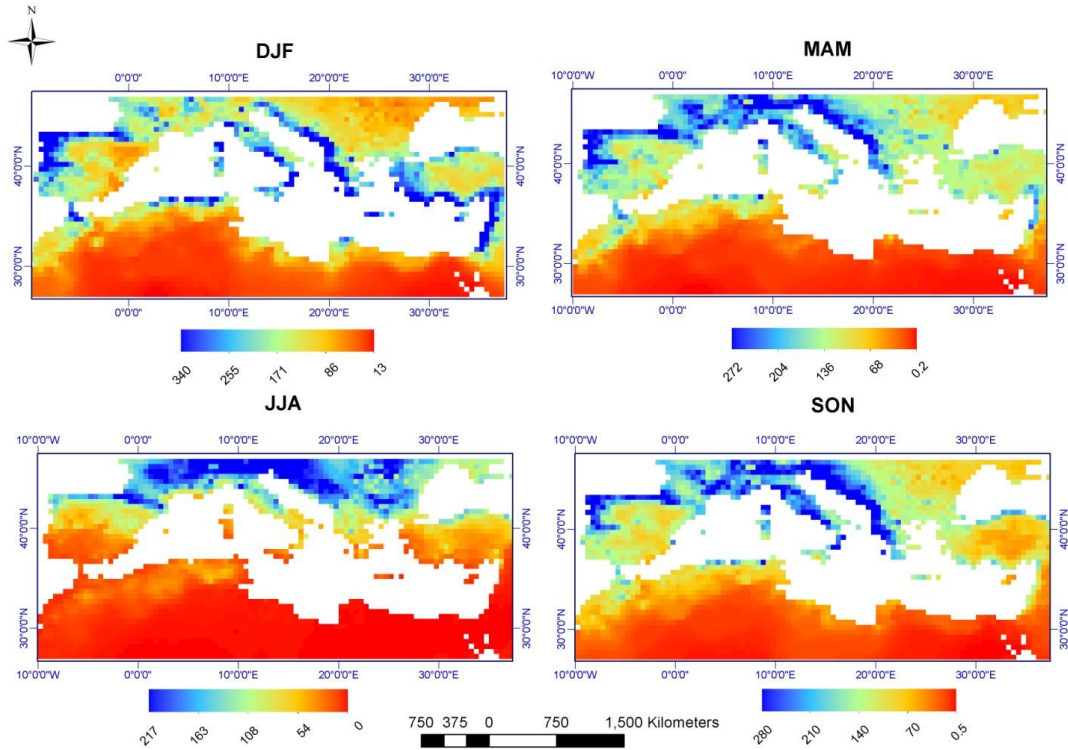 N
DJF
0°0'0" 10°0'0"E 20°0'0"E 30°0'0"E
40°0'0"N 40°0'0"N
30°0'0"N 30°0'0"N
0°0'0" 10°0'0"E 20°0'0"E 30°0'0"E
340 255 171 86 13
MAM
10°0'0"W 0°0'0" 10°0'0"E 20°0'0"E 30°0'0"E
40°0'0"N 40°0'0"N
30°0'0"N 30°0'0"N
10°0'0"W 0°0'0" 10°0'0"E 20°0'0"E 30°0'0"E
272 204 136 68 0.2
JJA
10°0'0"W 0°0'0" 10°0'0"E 20°0'0"E 30°0'0"E
40°0'0"N 40°0'0"N
30°0'0"N 30°0'0"N
10°0'0"W 0°0'0" 10°0'0"E 20°0'0"E 30°0'0"E
217 163 108 54 0
SON
10°0'0"W 0°0'0" 10°0'0"E 20°0'0"E 30°0'0"E
40°0'0"N 40°0'0"N
30°0'0"N 30°0'0"N
10°0'0"W 0°0'0" 10°0'0"E 20°0'0"E 30°0'0"E
280 210 140 70 0.5
750 375 0 750 1,500 Kilometers